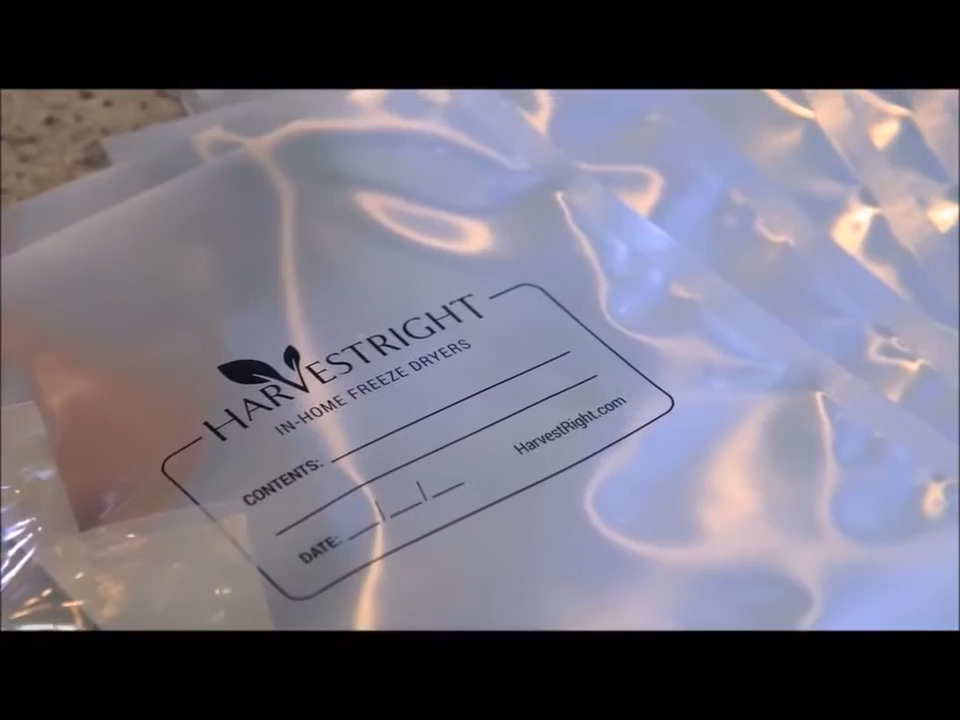 HARVESTRIGHT
IN-HOME FREEZE DRYERS
CONTENTS:
DATE: / /
HarvestRight.com